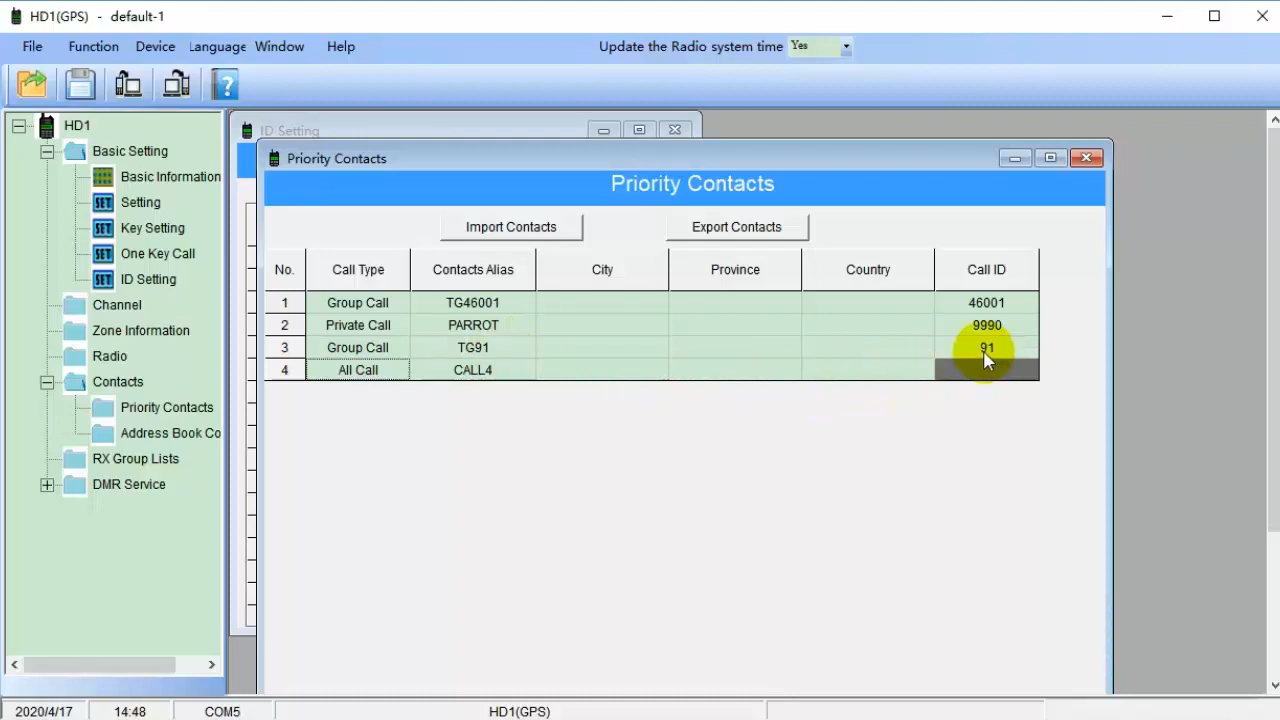 HD1(GPS) - default-1
File Function Device Language Window Help Update the Radio system time Yes
HD1
Basic Setting
Basic Information
Setting
Key Setting
One Key Call
ID Setting
Channel
Zone Information
Radio
Contacts
Priority Contacts
Address Book Co
RX Group Lists
DMR Service
ID Setting
Priority Contacts
Priority Contacts
Import Contacts Export Contacts
No. Call Type Contacts Alias City Province Country Call ID
1 Group Call TG46001 46001
2 Private Call PARROT 9990
3 Group Call TG91 91
4 All Call CALL4
2020/4/17 14:48 COM5 HD1(GPS)